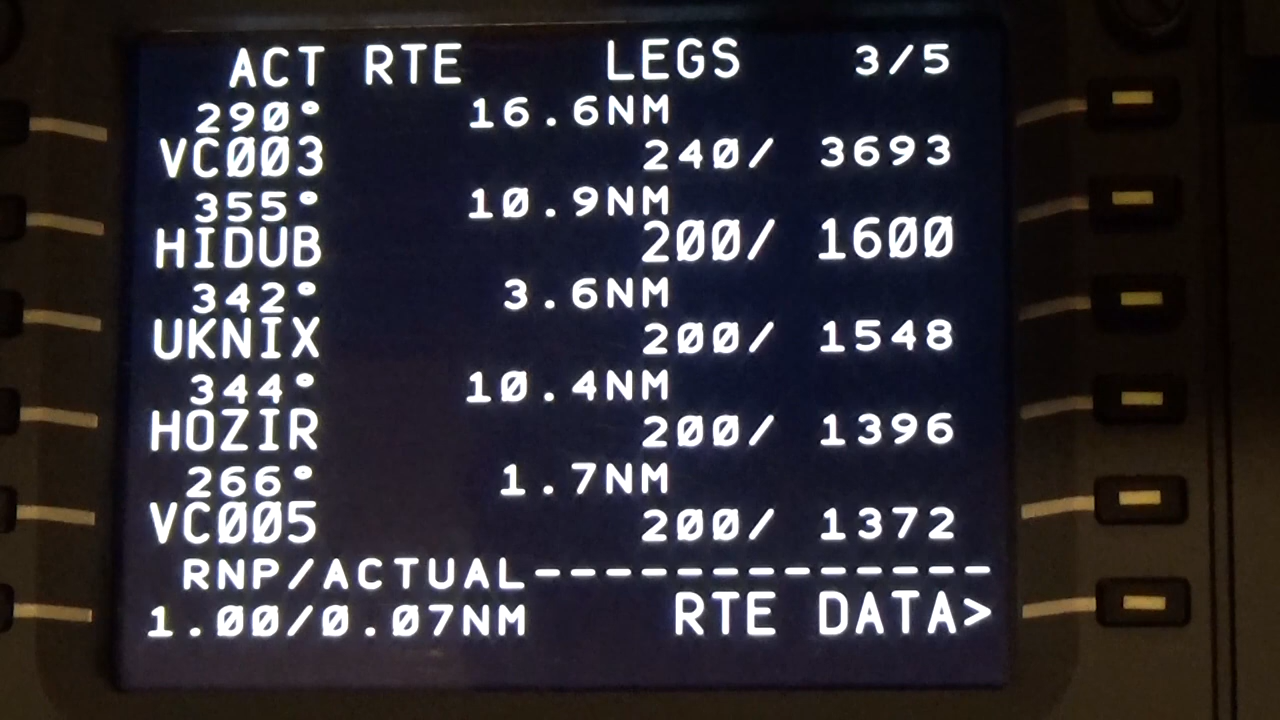 ACT RTE LEGS 3/5
290° 16.6NM
VC003 240/ 3693
355° 10.9NM
HIDUB 200/ 1600
342° 3.6NM
UKNIX 200/ 1548
344° 10.4NM
HOZIR 200/ 1396
266° 1.7NM
VC005 200/ 1372
RNP/ACTUAL-------------
1.00/0.07NM RTE DATA>